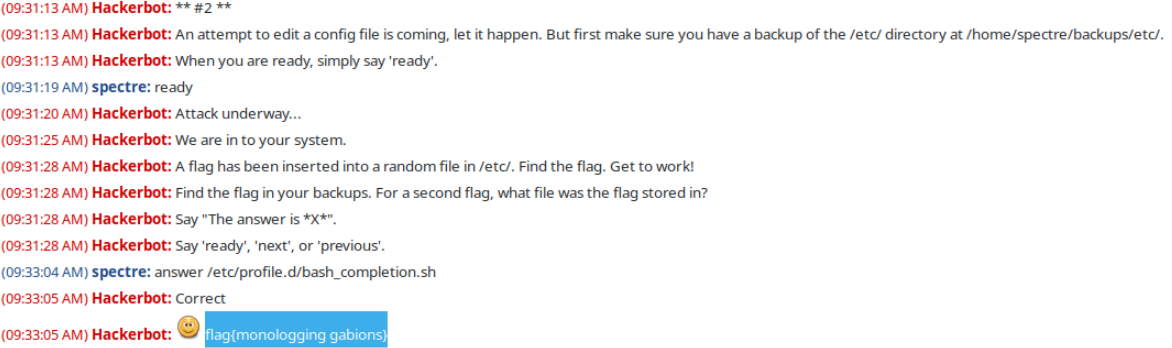 (09:31:13 AM) Hackerbot: ** #2 **
(09:31:13 AM) Hackerbot: An attempt to edit a config file is coming, let it happen. But first make sure you have a backup of the /etc/ directory at /home/spectre/backups/etc/.
(09:31:13 AM) Hackerbot: When you are ready, simply say 'ready'.
(09:31:19 AM) spectre: ready
(09:31:20 AM) Hackerbot: Attack underway...
(09:31:25 AM) Hackerbot: We are in to your system.
(09:31:28 AM) Hackerbot: A flag has been inserted into a random file in /etc/. Find the flag. Get to work!
(09:31:28 AM) Hackerbot: Find the flag in your backups. For a second flag, what file was the flag stored in?
(09:31:28 AM) Hackerbot: Say "The answer is *X*".
(09:31:28 AM) Hackerbot: Say 'ready', 'next', or 'previous'.
(09:33:04 AM) spectre: answer /etc/profile.d/bash_completion.sh
(09:33:05 AM) Hackerbot: Correct
(09:33:05 AM) Hackerbot: flag{monologging gabions}